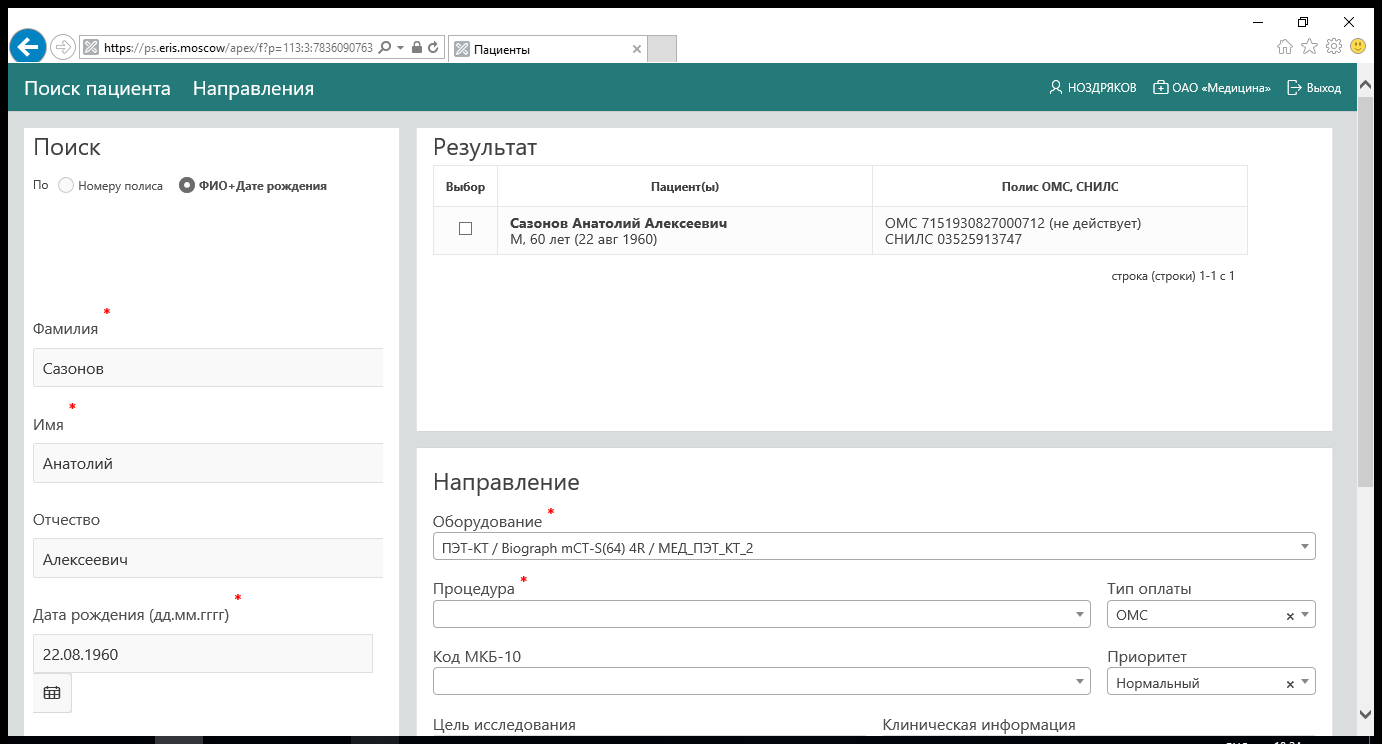 https://ps.eris.moscow/apex/f?p=113:3:7836090763
Пациенты
Поиск пациента Направления НОЗДРЯКОВ ОАО «Медицина» Выход
Поиск
По Номеру полиса ФИО+Дате рождения
Фамилия *
Сазонов
Имя *
Анатолий
Отчество
Алексеевич
Дата рождения (дд.мм.гггг) *
22.08.1960
Результат
Выбор Пациент(ы) Полис ОМС, СНИЛС
Сазонов Анатолий Алексеевич ОМС 7151930827000712 (не действует)
М, 60 лет (22 авг 1960) СНИЛС 03525913747
строка (строки) 1-1 с 1
Направление
Оборудование *
ПЭТ-КТ / Biograph mCT-S(64) 4R / МЕД_ПЭТ_КТ_2
Процедура * Тип оплаты
ОМС
Код МКБ-10 Приоритет
Нормальный
Цель исследования Клиническая информация